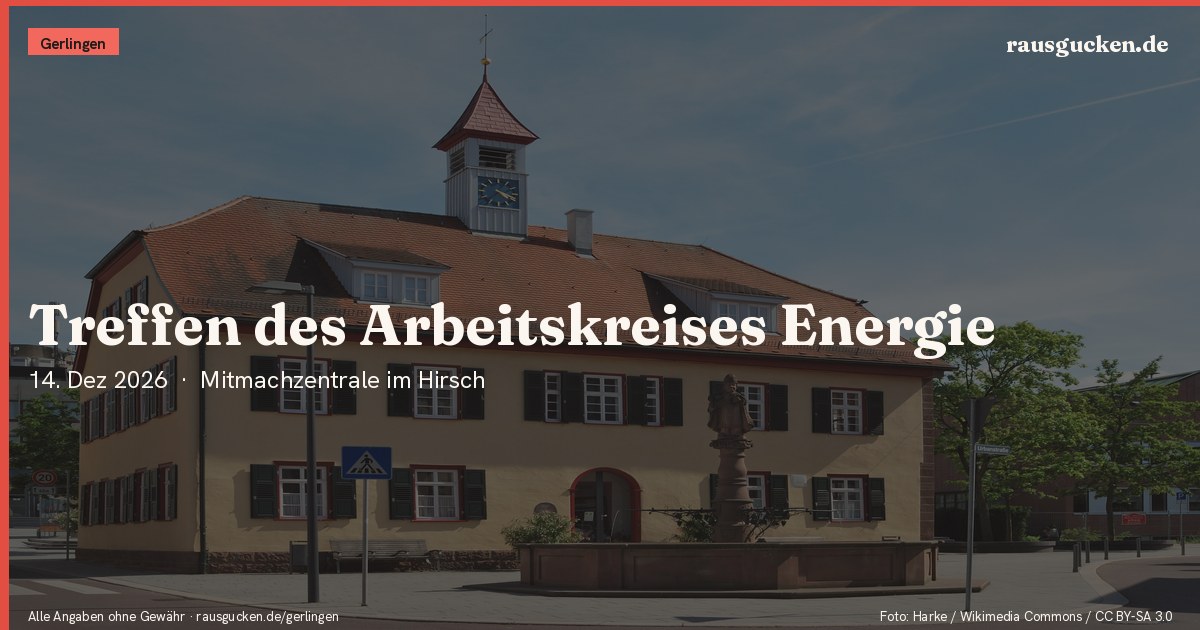 Gerlingen
rausgucken.de
Treffen des Arbeitskreises Energie
14. Dez 2026 · Mitmachzentrale im Hirsch
20
Alle Angaben ohne Gewähr · rausgucken.de/gerlingen
Foto: Harke / Wikimedia Commons / CC BY-SA 3.0